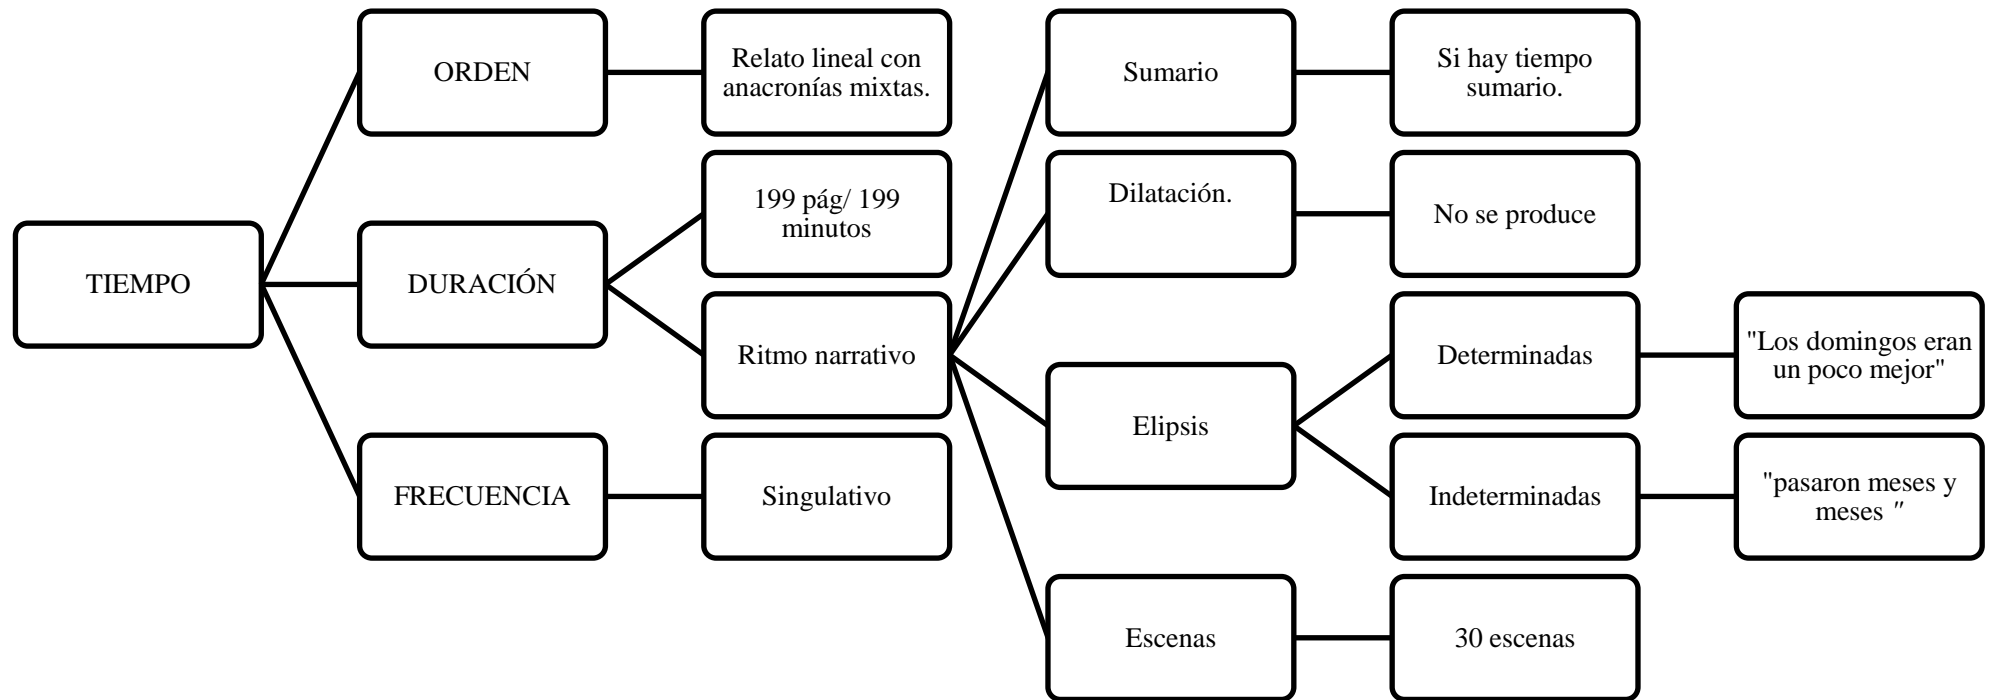 TIEMPO
ORDEN
Relato lineal con
anacronías mixtas.
DURACIÓN
199 pág/ 199
minutos
Ritmo narrativo
Sumario
Si hay tiempo
sumario.
Dilatación.
No se produce
Elipsis
Determinadas
"Los domingos eran
un poco mejor"
Indeterminadas
"pasaron meses y
meses "
Escenas
30 escenas
FRECUENCIA
Singulativo